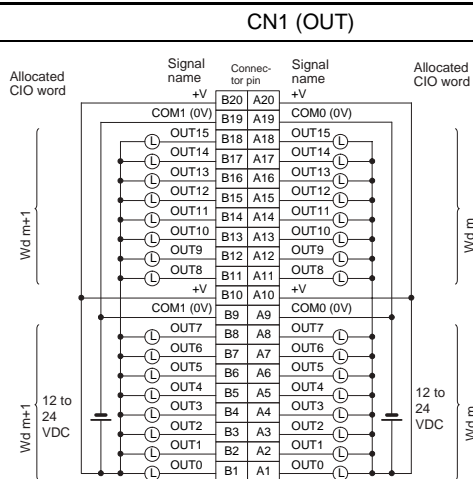 CN1 (OUT)
Allocated CIO word
Signal name
Connec-tor pin
Signal name
Allocated CIO word
+V B20 A20 +V
COM1 (0V) B19 A19 COM0 (0V)
L OUT15 B18 A18 OUT15 L
L OUT14 B17 A17 OUT14 L
L OUT13 B16 A16 OUT13 L
L OUT12 B15 A15 OUT12 L
L OUT11 B14 A14 OUT11 L
L OUT10 B13 A13 OUT10 L
L OUT9 B12 A12 OUT9 L
L OUT8 B11 A11 OUT8 L
Wd m+1
Wd m
+V B10 A10 +V
COM1 (0V) B9 A9 COM0 (0V)
L OUT7 B8 A8 OUT7 L
L OUT6 B7 A7 OUT6 L
L OUT5 B6 A6 OUT5 L
L OUT4 B5 A5 OUT4 L
L OUT3 B4 A4 OUT3 L
L OUT2 B3 A3 OUT2 L
L OUT1 B2 A2 OUT1 L
L OUT0 B1 A1 OUT0 L
Wd m+1
12 to 24 VDC
12 to 24 VDC
Wd m